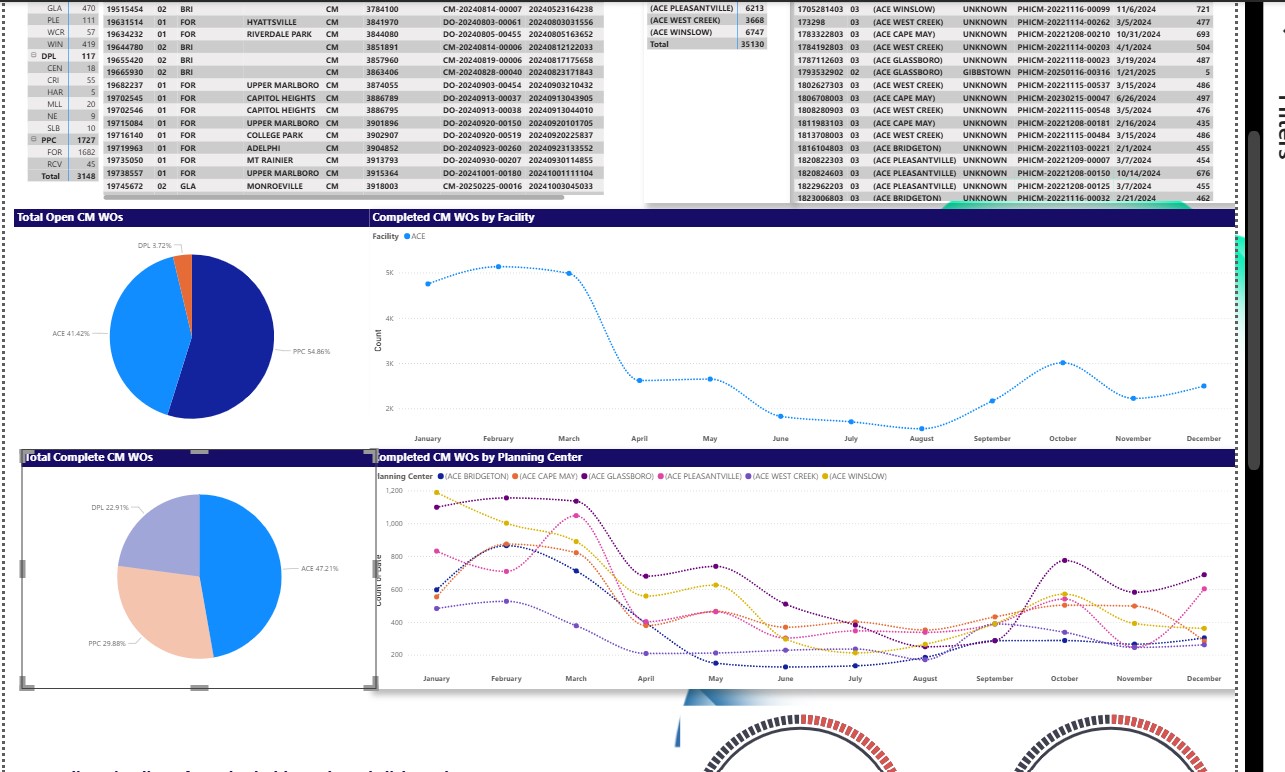 GLA 470
PLE 111
WCR 57
WIN 419
DPL 117
CEN 18
CRI 55
HAR 5
MLL 20
NE 9
SLB 10
PPC 1727
FOR 1682
RCV 45
Total 3148
19515454 02 BRI CM 3784100 CM-20240814-00007 20240523164238
19631514 01 FOR HYATTSVILLE CM 3841970 DO-20240803-00061 20240803031556
19634232 01 FOR RIVERDALE PARK CM 3844080 DO-20240805-00455 20240805163652
19644780 02 BRI CM 3851891 CM-20240814-00006 20240812122033
19655420 02 BRI CM 3857960 CM-20240819-00006 20240817175658
19665930 02 BRI CM 3863406 CM-20240828-00040 20240823171843
19682237 01 FOR UPPER MARLBORO CM 3874055 DO-20240903-00454 20240903210432
19702545 01 FOR CAPITOL HEIGHTS CM 3886789 DO-20240913-00037 20240913043905
19702546 01 FOR CAPITOL HEIGHTS CM 3886795 DO-20240913-00038 20240913044010
19715084 01 FOR UPPER MARLBORO CM 3901896 DO-20240920-00150 20240920101705
19716140 01 FOR COLLEGE PARK CM 3902907 DO-20240920-00519 20240920225837
19719963 01 FOR ADELPHI CM 3904852 DO-20240923-00260 20240923133552
19735050 01 FOR MT RAINIER CM 3913793 DO-20240930-00207 20240930114855
19738557 01 FOR UPPER MARLBORO CM 3915364 DO-20241001-00180 20241001111104
19745672 02 GLA MONROEVILLE CM 3918003 CM-20250225-00016 20241003045033
(ACE PLEASANTVILLE) 6213
(ACE WEST CREEK) 3668
(ACE WINSLOW) 6747
Total 35130
1705281403 03 (ACE WINSLOW) UNKNOWN PHICM-20221116-00099 11/6/2024 721
173298 03 (ACE WEST CREEK) UNKNOWN PHICM-20221114-00262 3/5/2024 477
1783322803 03 (ACE CAPE MAY) UNKNOWN PHICM-20221208-00210 10/31/2024 693
1784192803 03 (ACE WEST CREEK) UNKNOWN PHICM-20221114-00203 4/1/2024 504
1787112603 03 (ACE GLASSBORO) UNKNOWN PHICM-20221118-00023 3/19/2024 487
1793532902 02 (ACE GLASSBORO) GIBBSTOWN PHICM-20250116-00316 1/21/2025 5
1802627303 03 (ACE WEST CREEK) UNKNOWN PHICM-20221115-00537 3/15/2024 486
1806708003 03 (ACE CAPE MAY) UNKNOWN PHICM-20230215-00047 6/26/2024 497
1808280903 03 (ACE WEST CREEK) UNKNOWN PHICM-20221115-00548 3/5/2024 476
1811983103 03 (ACE CAPE MAY) UNKNOWN PHICM-20221208-00181 2/16/2024 435
1813708003 03 (ACE WEST CREEK) UNKNOWN PHICM-20221115-00484 3/15/2024 486
1816104803 03 (ACE BRIDGETON) UNKNOWN PHICM-20221103-00221 2/1/2024 455
1820822303 03 (ACE PLEASANTVILLE) UNKNOWN PHICM-20221209-00007 3/7/2024 454
1820824603 03 (ACE PLEASANTVILLE) UNKNOWN PHICM-20221208-00150 10/14/2024 676
1822962203 03 (ACE PLEASANTVILLE) UNKNOWN PHICM-20221208-00125 3/7/2024 455
1823006803 03 (ACE BRIDGETON) UNKNOWN PHICM-20221116-00032 2/21/2024 462
Total Open CM WOs
DPL 3.72%
ACE 41.42%
PPC 54.86%
Completed CM WOs by Facility
Facility ACE
Count
5K
4K
3K
2K
January February March April May June July August September October November December
Total Complete CM WOs
DPL 22.91%
ACE 47.21%
PPC 29.88%
ompleted CM WOs by Planning Center
lanning Center (ACE BRIDGETON) (ACE CAPE MAY) (ACE GLASSBORO) (ACE PLEASANTVILLE) (ACE WEST CREEK) (ACE WINSLOW)
1,200
1,000
800
600
400
200
January February March April May June July August September October November December